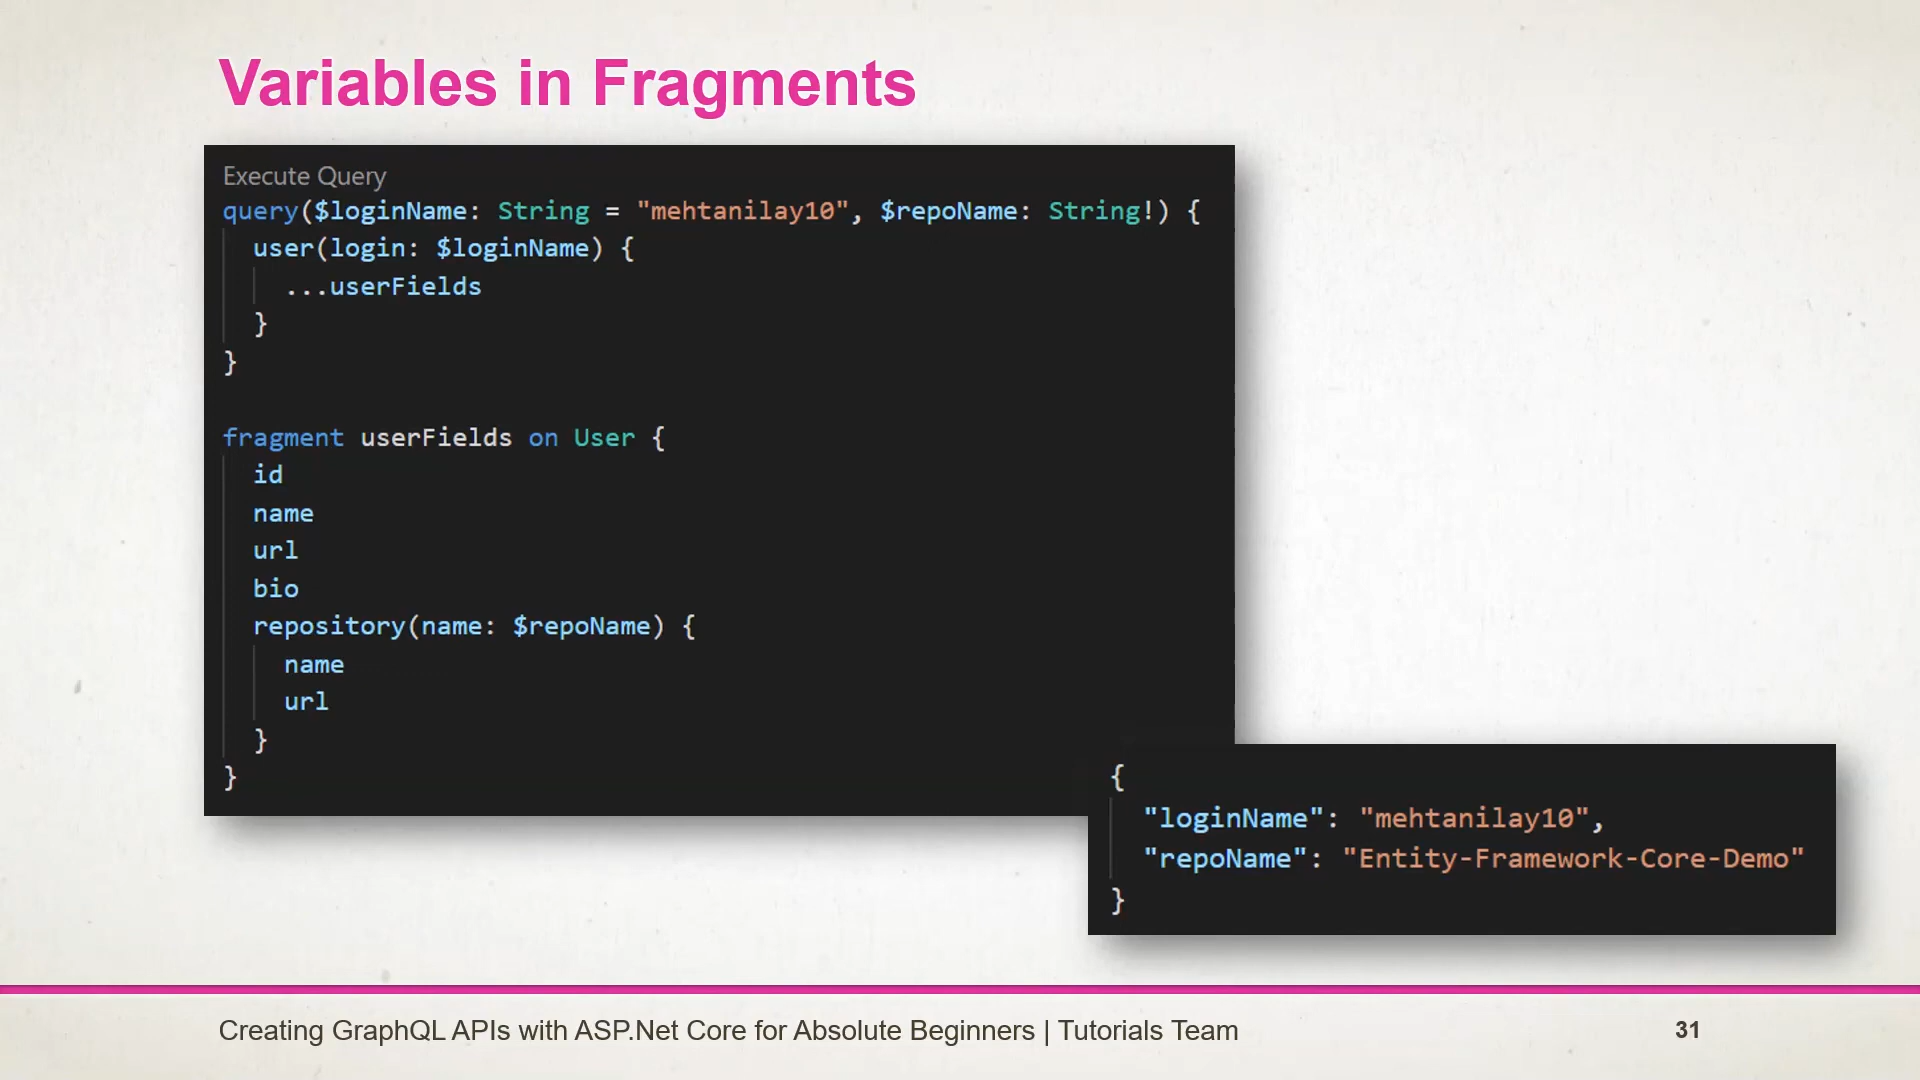 Variables in Fragments
Execute Query
query($loginName: String = "mehtanilay10", $repoName: String!) {
user(login: $loginName) {
...userFields
}
}
fragment userFields on User {
id
name
url
bio
repository(name: $repoName) {
name
url
}
}
{
"loginName": "mehtanilay10",
"repoName": "Entity-Framework-Core-Demo"
}
Creating GraphQL APIs with ASP.Net Core for Absolute Beginners | Tutorials Team
31